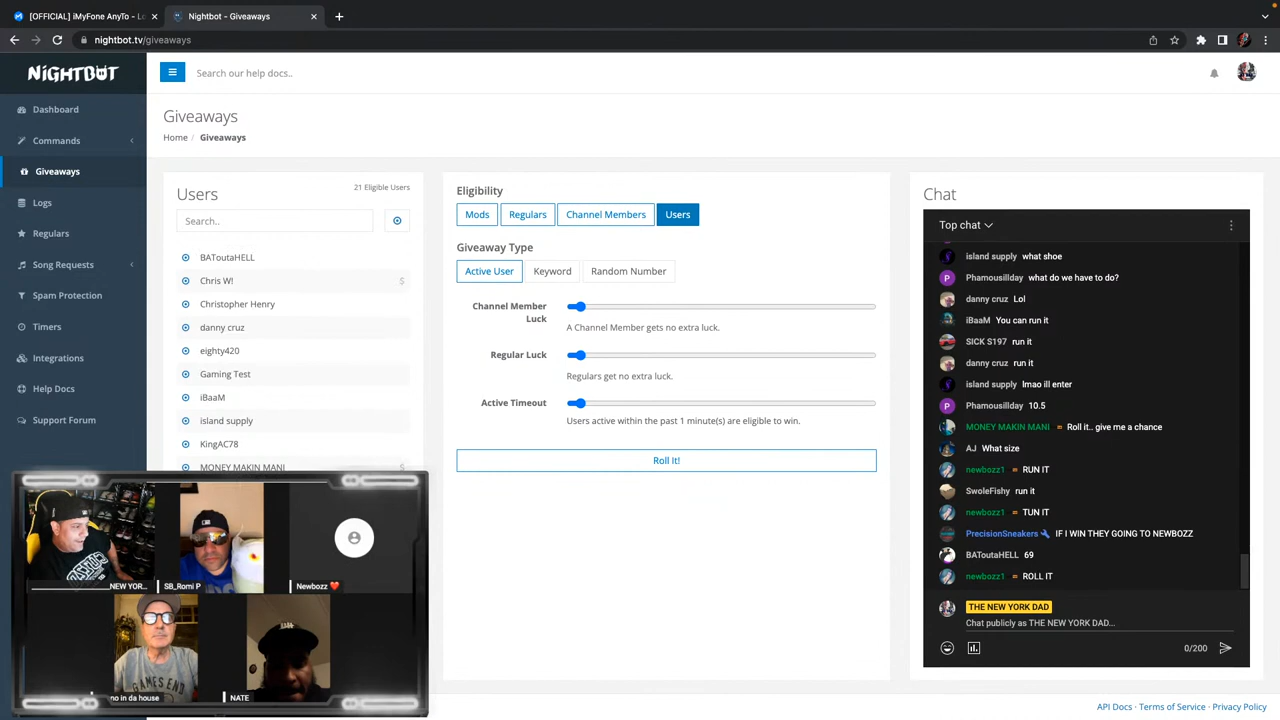 [OFFICIAL] iMyFone AnyTo - Lo
Nightbot - Giveaways
nightbot.tv/giveaways
NIGHTBOT
Search our help docs..
Dashboard
Commands
Giveaways
Logs
Regulars
Song Requests
Spam Protection
Timers
Integrations
Help Docs
Support Forum
Giveaways
Home / Giveaways
Users
21 Eligible Users
Search..
BAToutaHELL
Chris W!
$
Christopher Henry
danny cruz
eighty420
Gaming Test
iBaaM
island supply
KingAC78
MONEY MAKIN MANI
$
Eligibility
Mods
Regulars
Channel Members
Users
Giveaway Type
Active User
Keyword
Random Number
Channel Member
Luck
A Channel Member gets no extra luck.
Regular Luck
Regulars get no extra luck.
Active Timeout
Users active within the past 1 minute(s) are eligible to win.
Roll It!
Chat
Top chat
island supply what shoe
P Phamousillday what do we have to do?
danny cruz Lol
iBaaM You can run it
SICK S197 run it
danny cruz run it
island supply lmao ill enter
P Phamousillday 10.5
MONEY MAKIN MANI Roll it.. give me a chance
AJ What size
newbozz1 RUN IT
SwoleFishy run it
newbozz1 TUN IT
PrecisionSneakers IF I WIN THEY GOING TO NEWBOZZ
BAToutaHELL 69
newbozz1 ROLL IT
THE NEW YORK DAD
Chat publicly as THE NEW YORK DAD...
0/200
NEW YOR...
SB_Romi P
Newbozz
no in da house
NATE
GAMES END
API Docs · Terms of Service · Privacy Policy